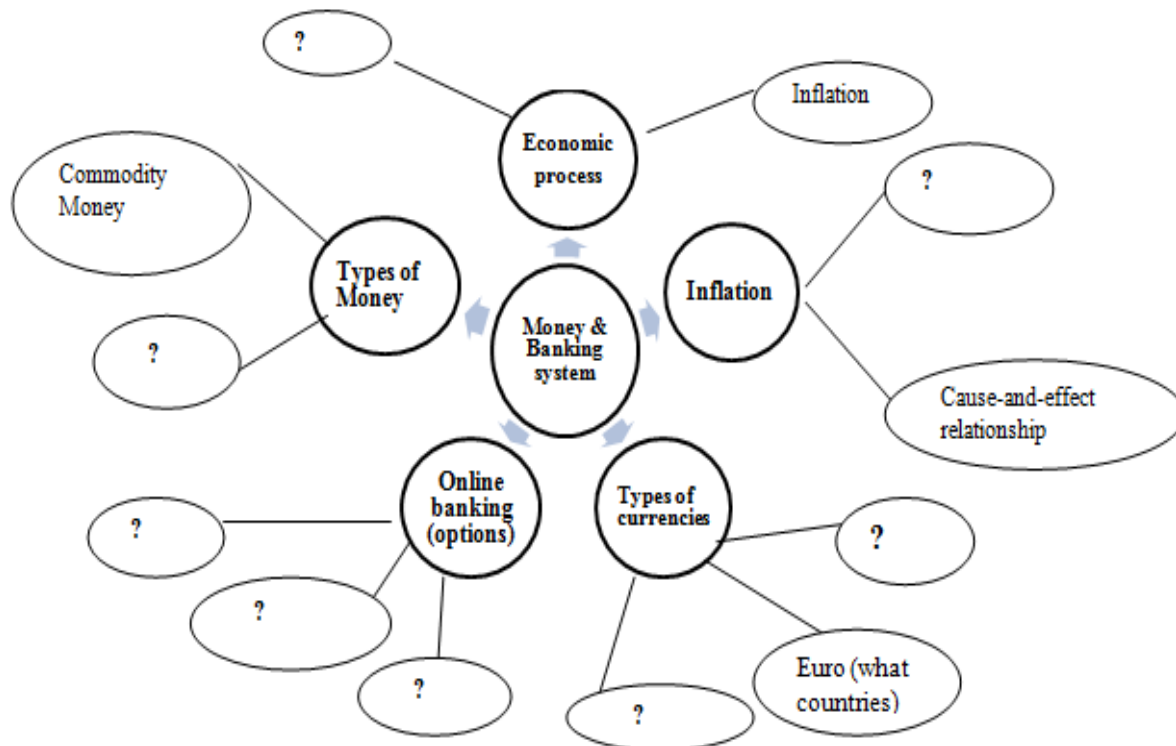 ?
Inflation
Economic
process
?
Commodity
Money
Types of
Money
Inflation
Money &
Banking
system
?
Cause-and-effect
relationship
Online
banking
(options)
Types of
currencies
?
?
?
?
Euro (what
countries)
?